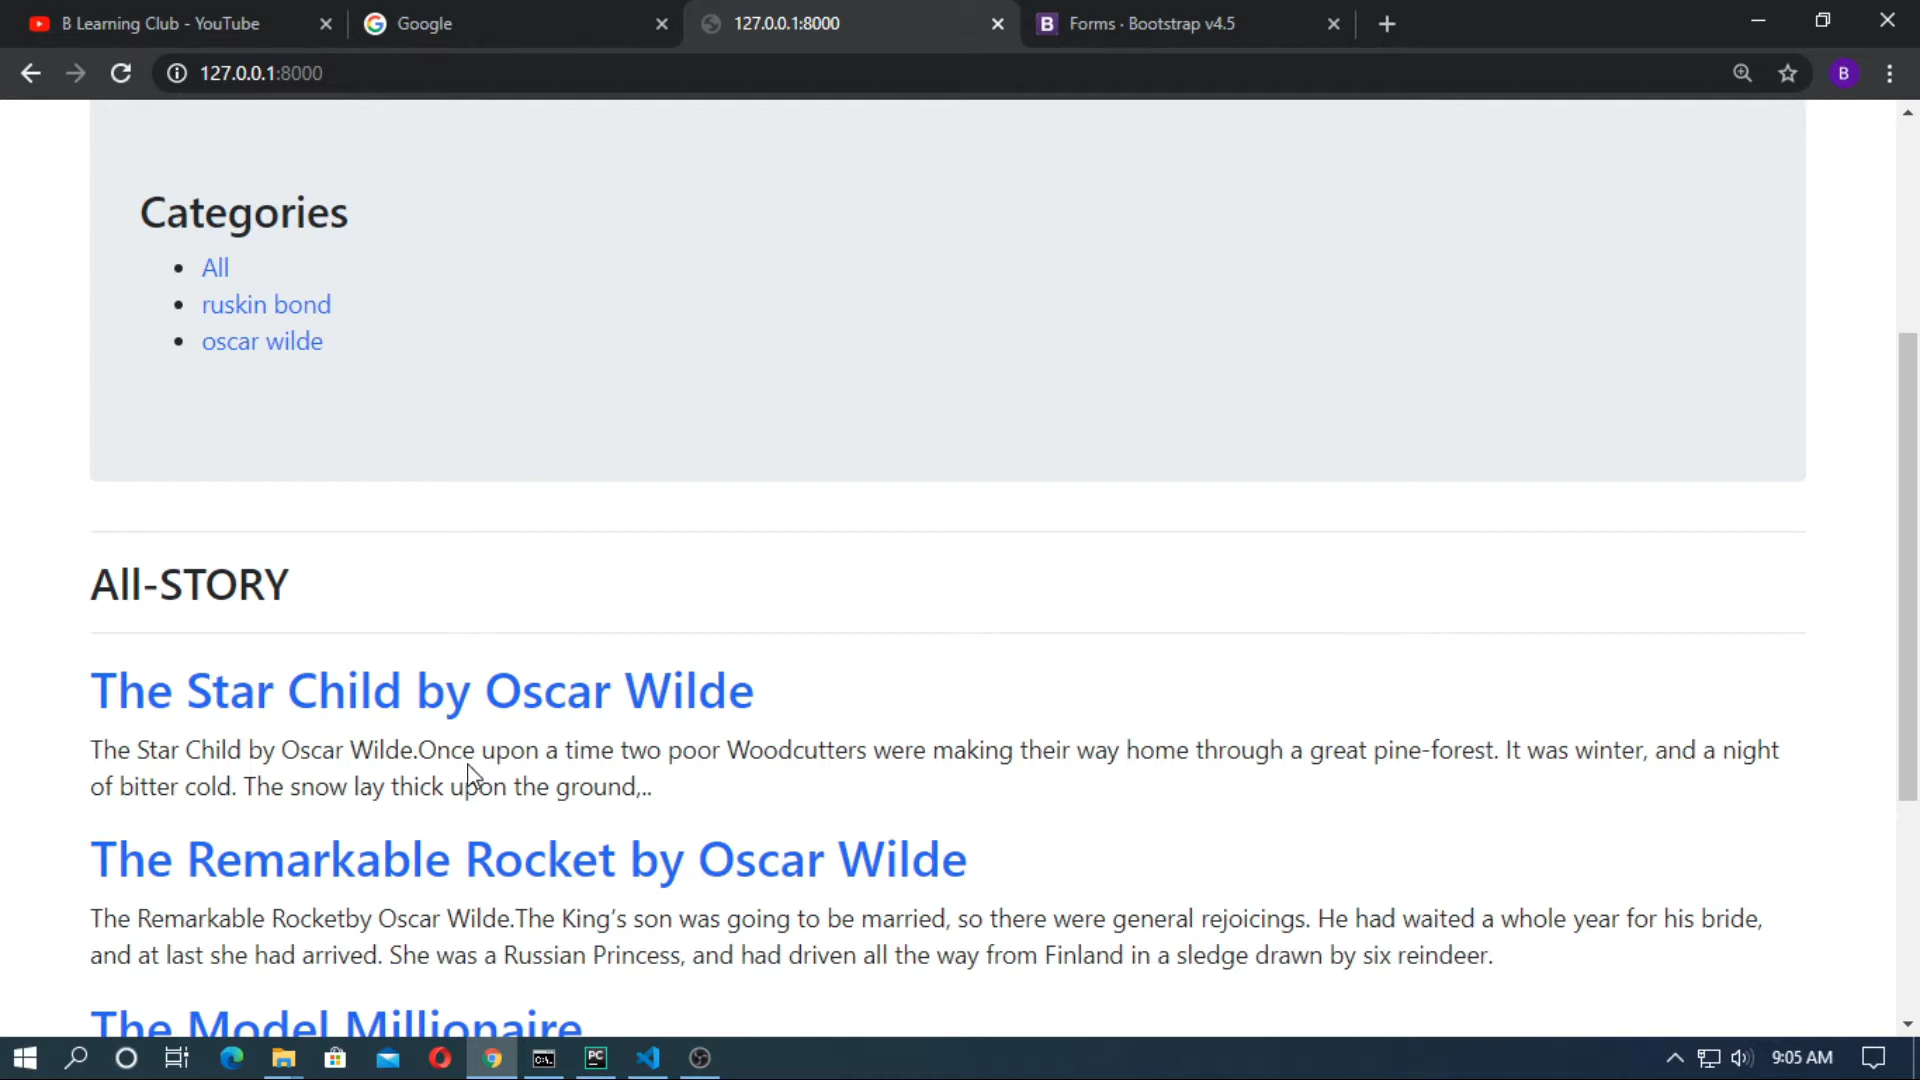 B Learning Club - YouTube
Google
127.0.0.1:8000
B Forms · Bootstrap v4.5
127.0.0.1:8000
B
Categories
All
ruskin bond
oscar wilde
All-STORY
The Star Child by Oscar Wilde
The Star Child by Oscar Wilde.Once upon a time two poor Woodcutters were making their way home through a great pine-forest. It was winter, and a night
of bitter cold. The snow lay thick upon the ground,..
The Remarkable Rocket by Oscar Wilde
The Remarkable Rocketby Oscar Wilde.The King's son was going to be married, so there were general rejoicings. He had waited a whole year for his bride,
and at last she had arrived. She was a Russian Princess, and had driven all the way from Finland in a sledge drawn by six reindeer.
The Model Millionaire
PC
9:05 AM